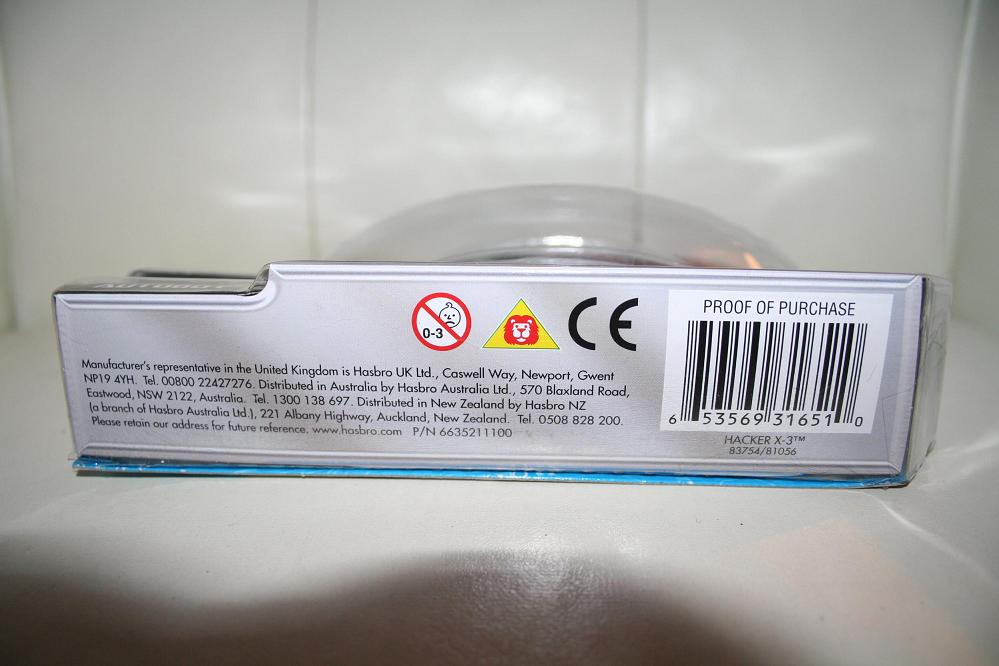 AUTOBOT
0-3
CE
Manufacturer's representative in the United Kingdom is Hasbro UK Ltd., Caswell Way, Newport, Gwent
NP19 4YH. Tel. 00800 22427276. Distributed in Australia by Hasbro Australia Ltd., 570 Blaxland Road,
Eastwood, NSW 2122, Australia. Tel. 1300 138 697. Distributed in New Zealand by Hasbro NZ
(a branch of Hasbro Australia Ltd.), 221 Albany Highway, Auckland, New Zealand. Tel. 0508 828 200.
Please retain our address for future reference. www.hasbro.com P/N 6635211100
PROOF OF PURCHASE
6 53569 31651 0
HACKER X-3™
83754/81056